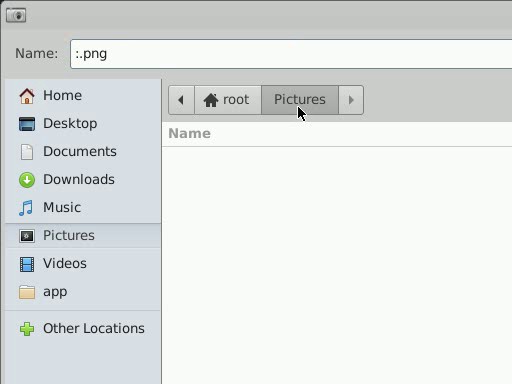 Name: :.png
root Pictures
Name
Home
Desktop
Documents
Downloads
Music
Pictures
Videos
app
Other Locations